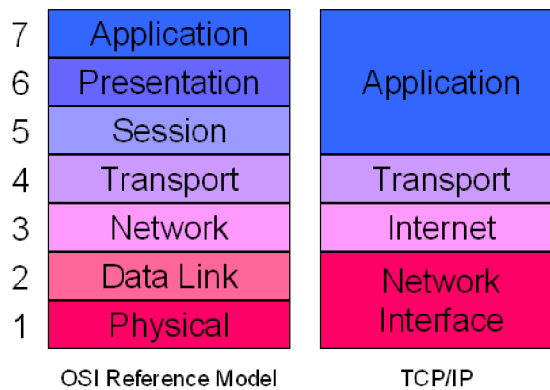 7 Application
6 Presentation
5 Session
4 Transport
3 Network
2 Data Link
1 Physical
OSI Reference Model
Application
Transport
Internet
Network
Interface
TCP/IP